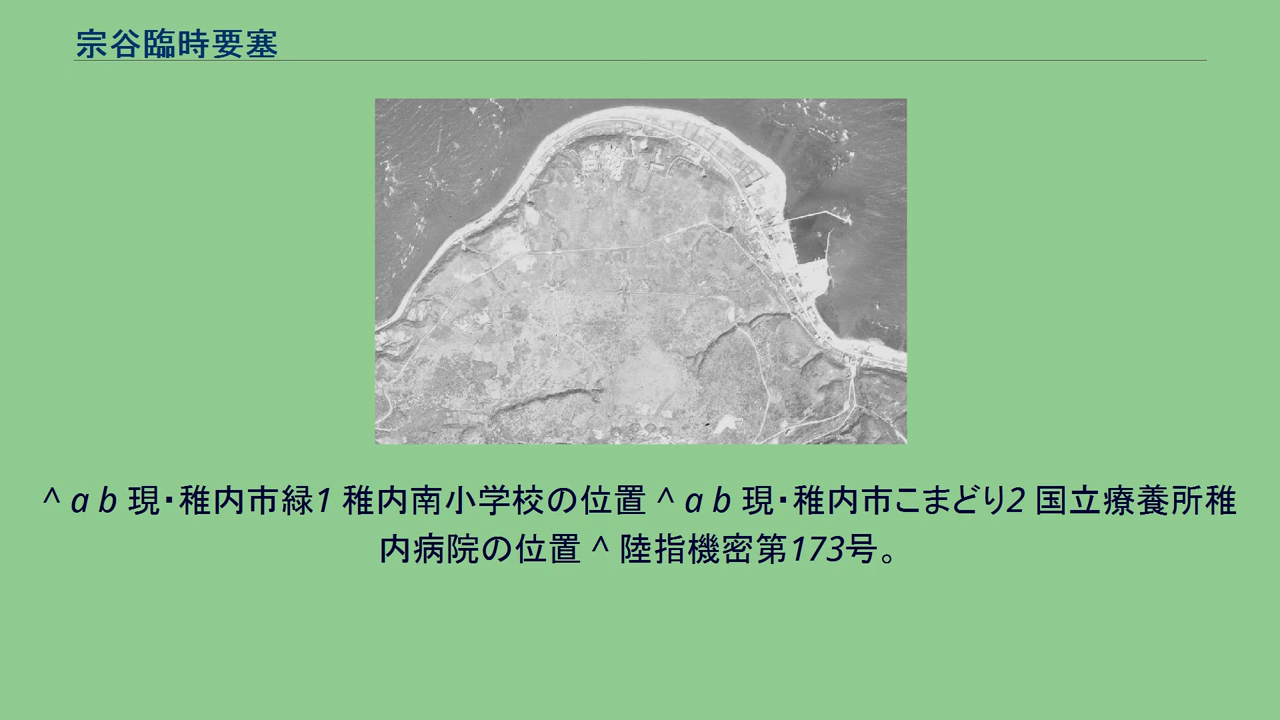 宗谷臨時要塞
^ a b 現・稚内市緑1 稚内南小学校の位置 ^ a b 現・稚内市こまどり2 国立療養所稚
内病院の位置 ^ 陸指機密第173号。